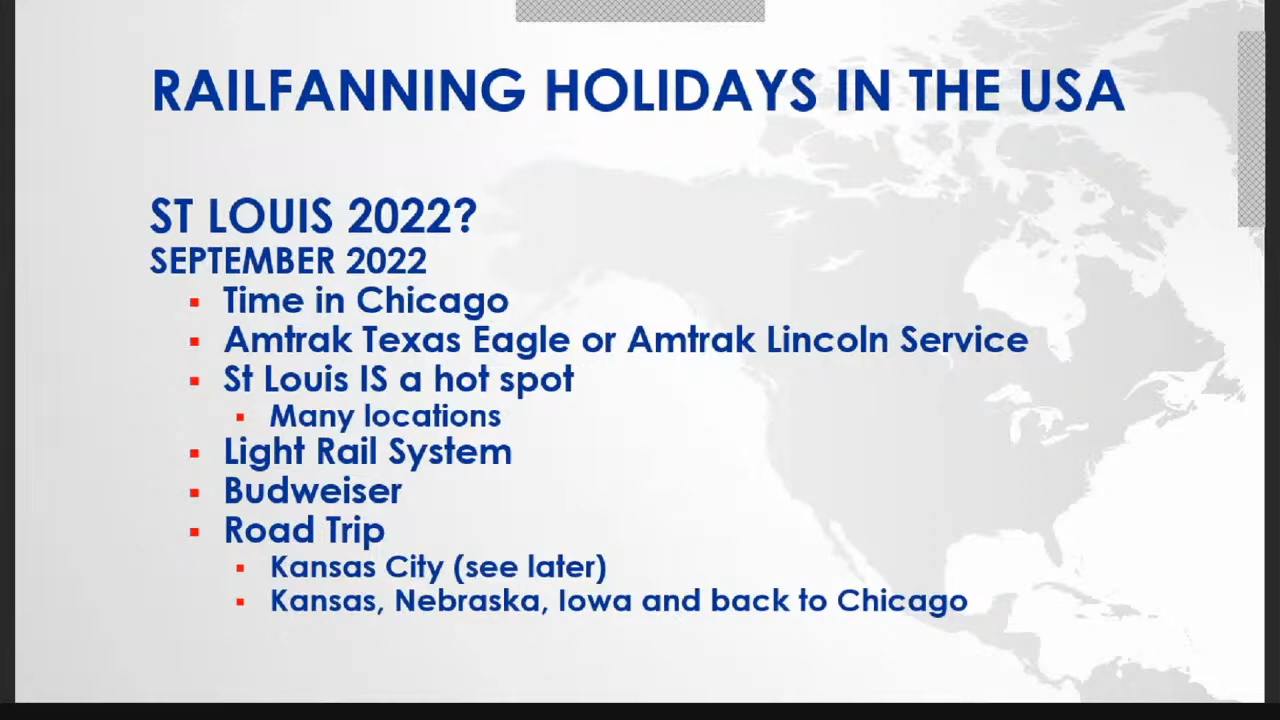 RAILFANNING HOLIDAYS IN THE USA
ST LOUIS 2022?
SEPTEMBER 2022
Time in Chicago
Amtrak Texas Eagle or Amtrak Lincoln Service
St Louis IS a hot spot
Many locations
Light Rail System
Budweiser
Road Trip
Kansas City (see later)
Kansas, Nebraska, Iowa and back to Chicago